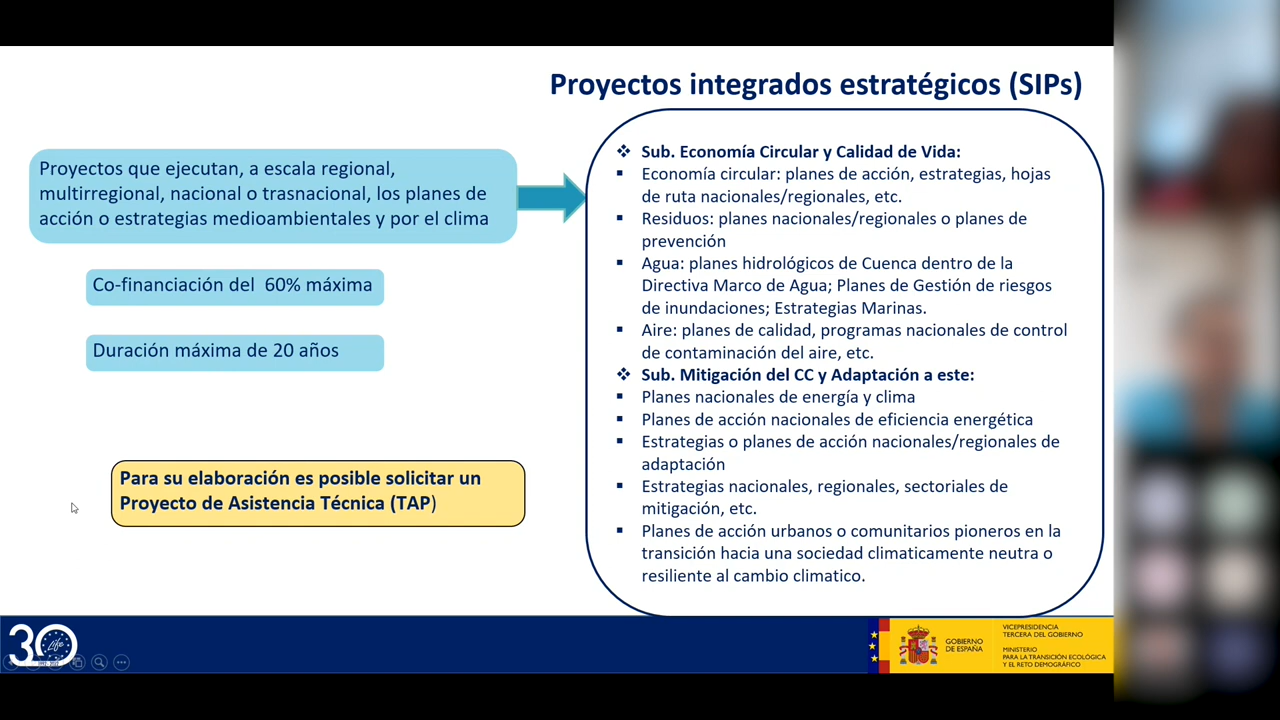 Proyectos integrados estratégicos (SIPs)
Proyectos que ejecutan, a escala regional,
multirregional, nacional o trasnacional, los planes de
acción o estrategias medioambientales y por el clima
Co-financiación del 60% máxima
Duración máxima de 20 años
Para su elaboración es posible solicitar un
Proyecto de Asistencia Técnica (TAP)
❖ Sub. Economía Circular y Calidad de Vida:
▪ Economía circular: planes de acción, estrategias, hojas
de ruta nacionales/regionales, etc.
▪ Residuos: planes nacionales/regionales o planes de
prevención
▪ Agua: planes hidrológicos de Cuenca dentro de la
Directiva Marco de Agua; Planes de Gestión de riesgos
de inundaciones; Estrategias Marinas.
▪ Aire: planes de calidad, programas nacionales de control
de contaminación del aire, etc.
❖ Sub. Mitigación del CC y Adaptación a este:
▪ Planes nacionales de energía y clima
▪ Planes de acción nacionales de eficiencia energética
▪ Estrategias o planes de acción nacionales/regionales de
adaptación
▪ Estrategias nacionales, regionales, sectoriales de
mitigación, etc.
▪ Planes de acción urbanos o comunitarios pioneros en la
transición hacia una sociedad climaticamente neutra o
resiliente al cambio climatico.
30
Life
GOBIERNO
DE ESPAÑA
VICEPRESIDENCIA
TERCERA DEL GOBIERNO
MINISTERIO
PARA LA TRANSICIÓN ECOLÓGICA
Y EL RETO DEMOGRÁFICO